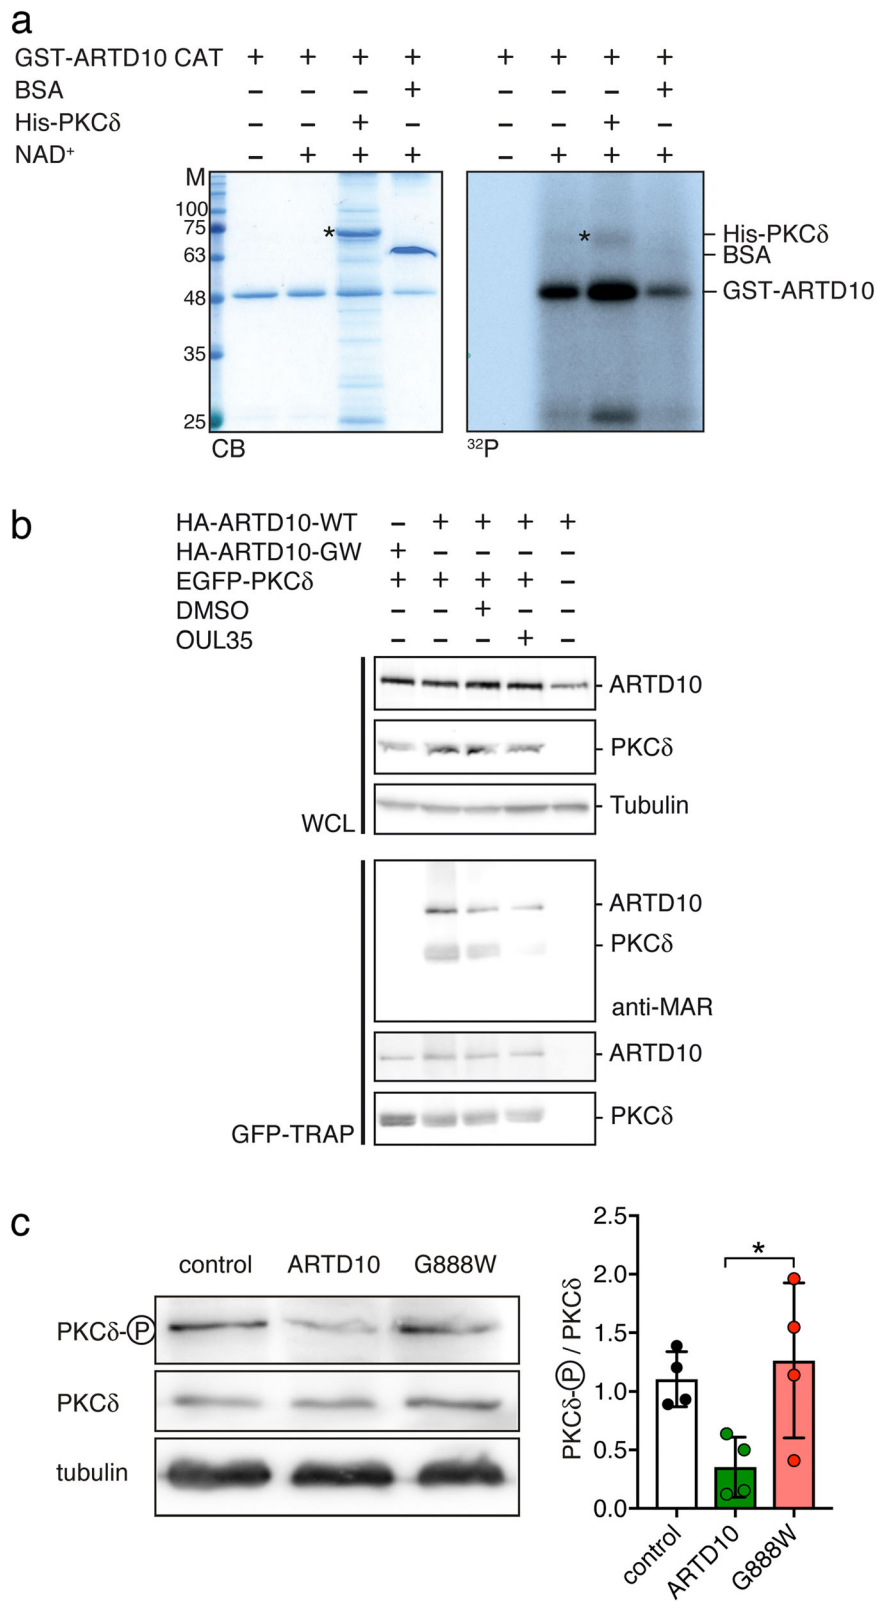 a
GST-ARTD10 CAT + + + + + + + +
BSA – – – + – – – +
His-PKCδ – – + – – – + –
NAD+ – + + + – + + +
M
100
75
63
48
35
25
*
*
His-PKCδ
BSA
GST-ARTD10
CB
32P
b
HA-ARTD10-WT – + + + +
HA-ARTD10-GW + – – – –
EGFP-PKCδ + + + + –
DMSO – – + – –
OUL35 – – – + –
ARTD10
PKCδ
Tubulin
WCL
ARTD10
PKCδ
anti-MAR
ARTD10
PKCδ
GFP-TRAP
c
control ARTD10 G888W
PKCδ-Ⓟ
PKCδ
tubulin
PKCδ-Ⓟ / PKCδ
2.5
2.0
1.5
1.0
0.5
0.0
*
control
ARTD10
G888W